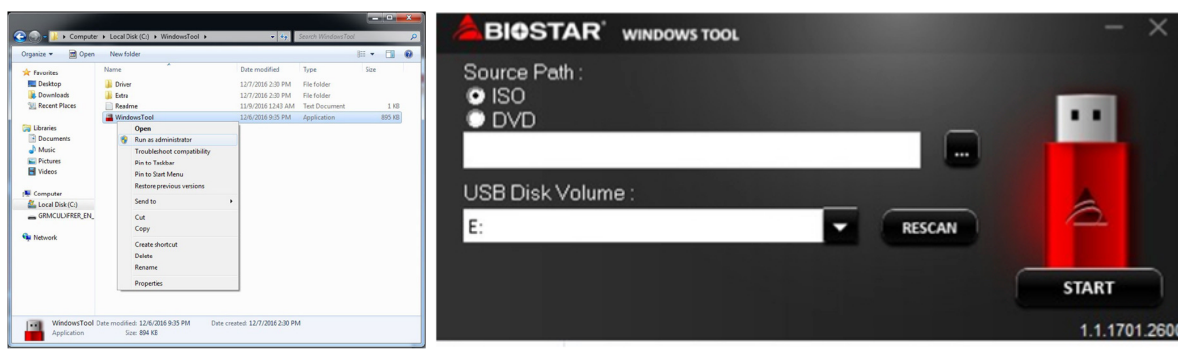 Computer ▸ Local Disk (C:) ▸ WindowsTool ▸
Search WindowsTool
Organize
Open
New folder
Name
Date modified
Type
Size
Favorites
Desktop
Downloads
Recent Places
Libraries
Documents
Music
Pictures
Videos
Computer
Local Disk (C:)
GRMCULXFRER_EN_
Network
Driver 12/7/2016 2:30 PM File folder
Extra 12/7/2016 2:30 PM File folder
Readme 11/9/2016 12:43 AM Text Document 1 KB
WindowsTool 12/6/2016 9:35 PM Application 895 KB
Open
Run as administrator
Troubleshoot compatibility
Pin to Taskbar
Pin to Start Menu
Restore previous versions
Send to
Cut
Copy
Create shortcut
Delete
Rename
Properties
WindowsTool Date modified: 12/6/2016 9:35 PM Date created: 12/7/2016 2:30 PM
Application Size: 894 KB
BIOSTAR® WINDOWS TOOL
Source Path :
ISO
DVD
...
USB Disk Volume :
E:
RESCAN
START
1.1.1701.2600